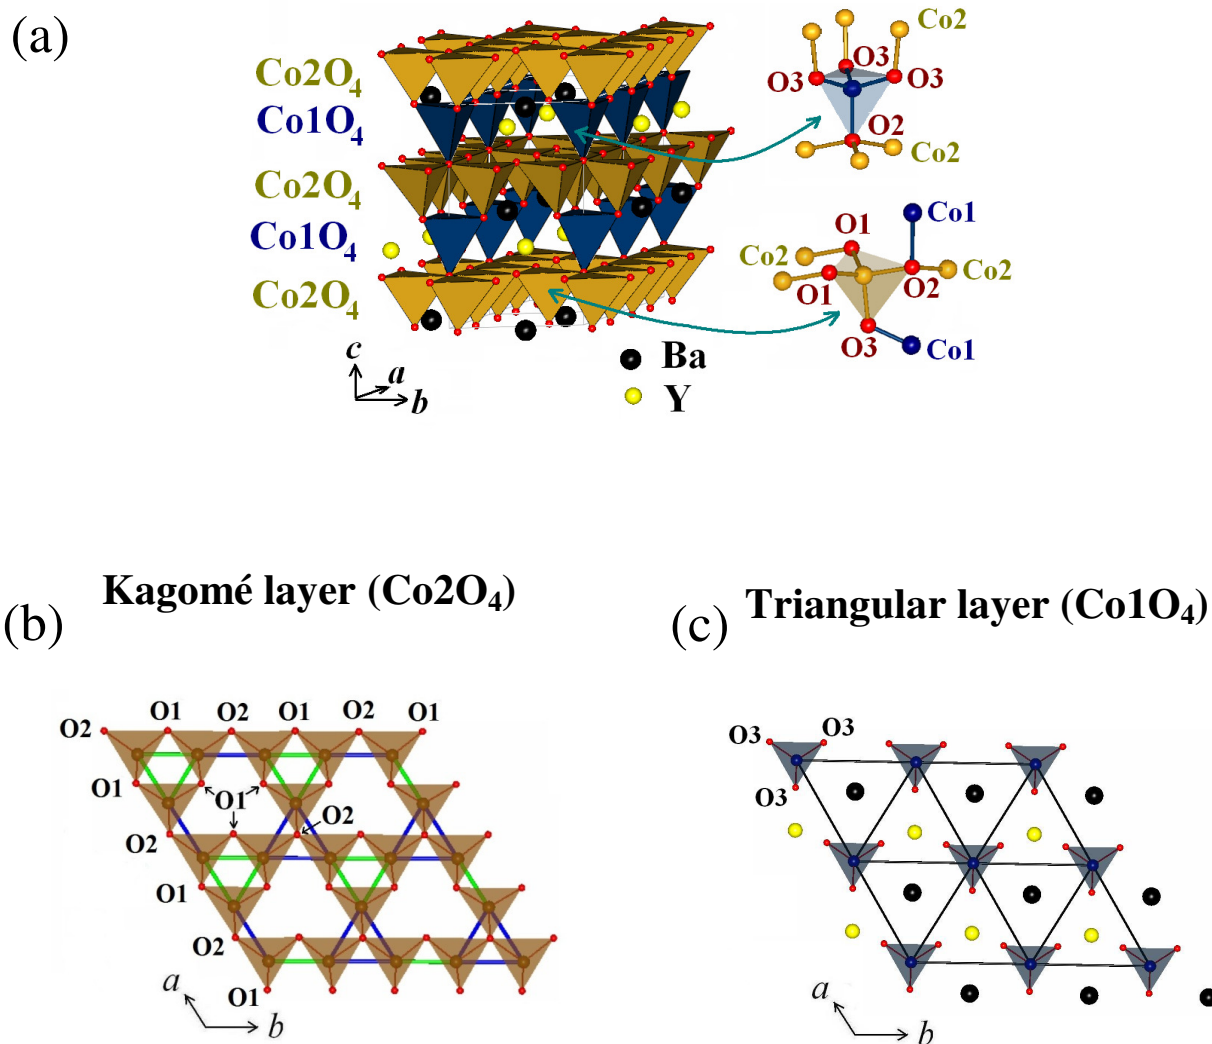 (a)
Co2O₄
Co1O₄
Co2O₄
Co1O₄
Co2O₄
Co2
O3
O3
O3
O2
Co2
Co1
O1
Co2
O1
O2
Co2
O3
Co1
Ba
Y
c
a
b
Kagomé layer (Co2O₄)
(b)
O2 O1 O2 O1 O2 O1
O1
O1
O2
O2
O1
O2
O1
a
b
Triangular layer (Co1O₄)
(c)
O3 O3
O3
a
b